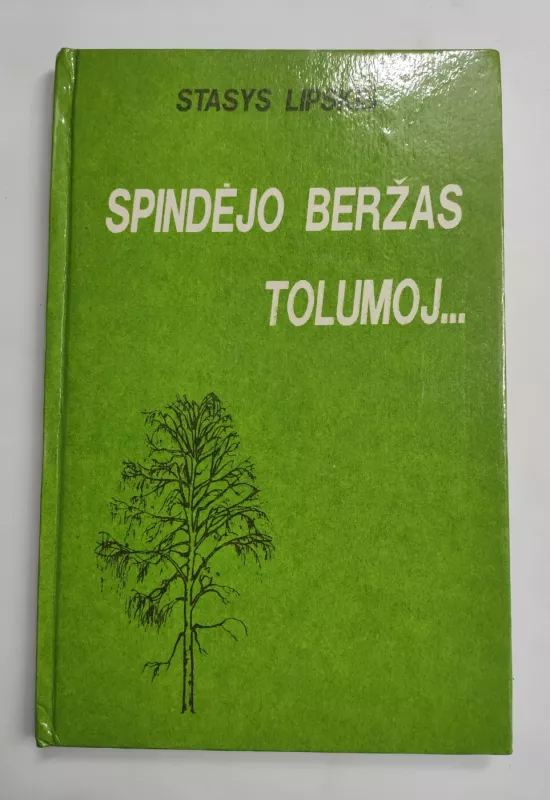 STASYS LIPSKIS
SPINDĖJO BERŽAS
TOLUMOJ...